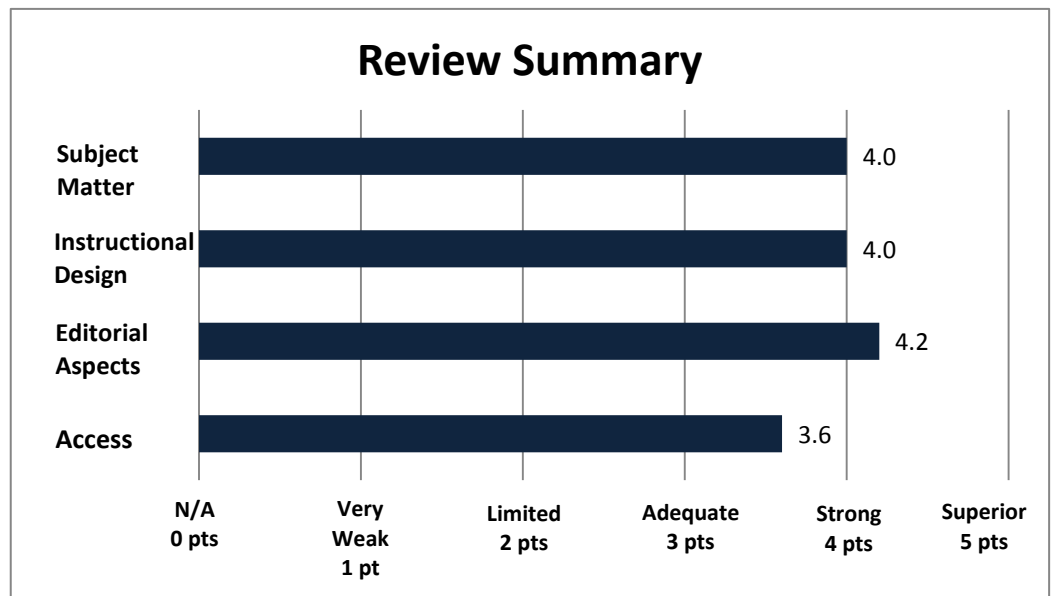 Review Summary
Subject
Matter
4.0
Instructional
Design
4.0
Editorial
Aspects
4.2
Access
3.6
N/A
0 pts
Very
Weak
1 pt
Limited
2 pts
Adequate
3 pts
Strong
4 pts
Superior
5 pts